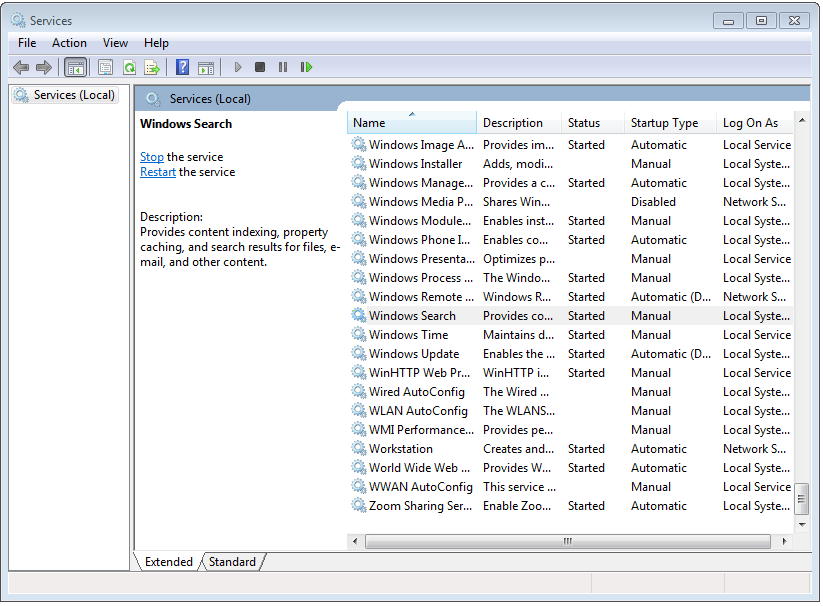 Services
File Action View Help
Services (Local)
Services (Local)
Windows Search
Stop the service
Restart the service
Description:
Provides content indexing, property
caching, and search results for files, e-
mail, and other content.
Name Description Status Startup Type Log On As
Windows Image A... Provides im... Started Automatic Local Service
Windows Installer Adds, modi... Manual Local Syste...
Windows Manage... Provides a c... Started Automatic Local Syste...
Windows Media P... Shares Win... Disabled Network S...
Windows Module... Enables inst... Started Manual Local Syste...
Windows Phone I... Enables co... Started Automatic Local Syste...
Windows Presenta... Optimizes p... Manual Local Service
Windows Process ... The Windo... Started Manual Local Syste...
Windows Remote ... Windows R... Started Automatic (D... Network S...
Windows Search Provides co... Started Manual Local Syste...
Windows Time Maintains d... Started Manual Local Service
Windows Update Enables the ... Started Automatic (D... Local Syste...
WinHTTP Web Pr... WinHTTP i... Started Manual Local Service
Wired AutoConfig The Wired ... Manual Local Syste...
WLAN AutoConfig The WLANS... Manual Local Syste...
WMI Performance... Provides pe... Manual Local Syste...
Workstation Creates and... Started Automatic Network S...
World Wide Web ... Provides W... Started Automatic Local Syste...
WWAN AutoConfig This service ... Manual Local Service
Zoom Sharing Ser... Enable Zoo... Started Automatic Local Syste...
Extended Standard